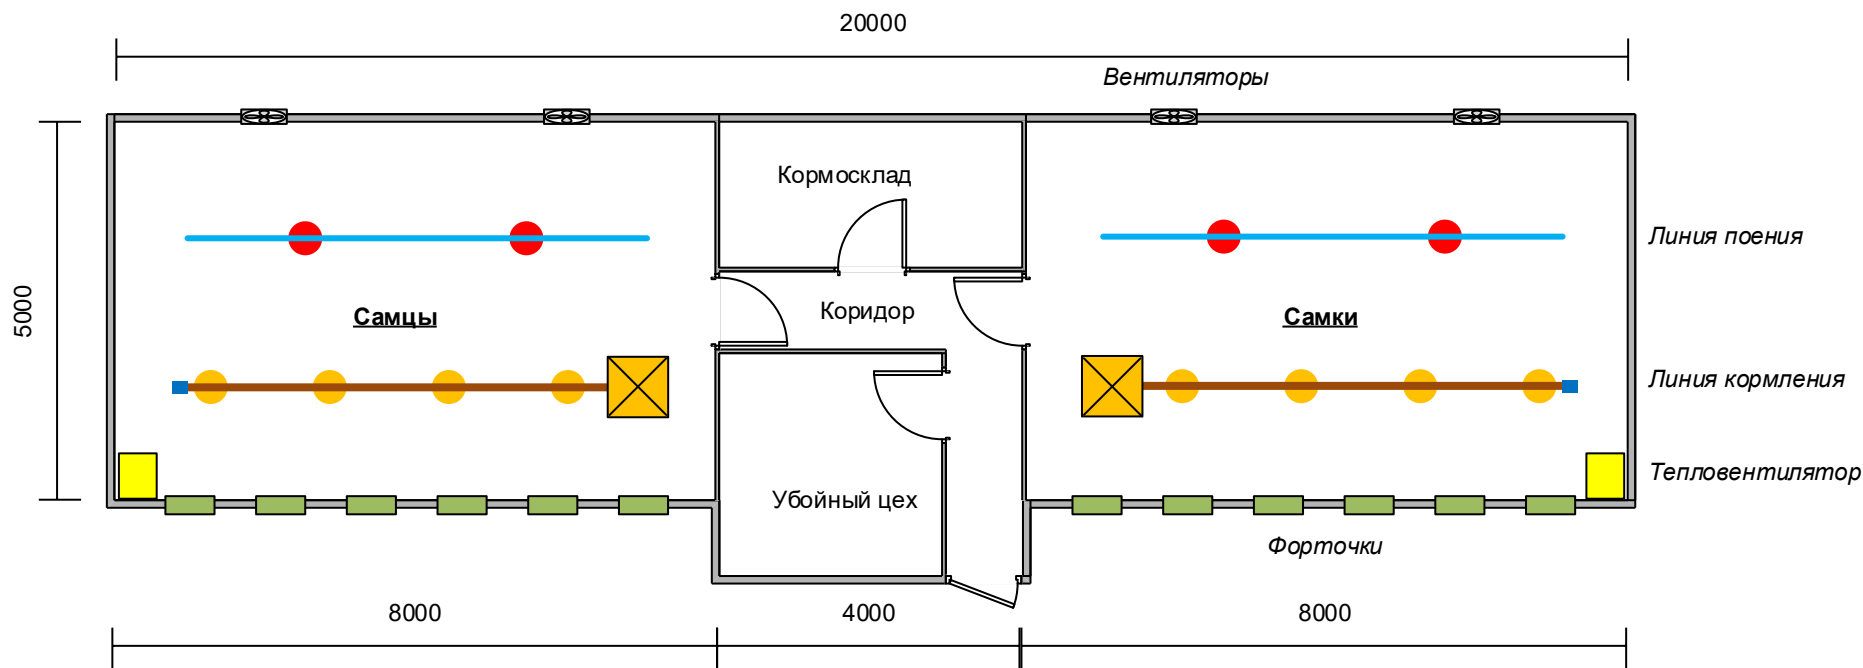 20000
Вентиляторы
Кормосклад
Линия поения
5000
Самцы
Коридор
Самки
Линия кормления
Тепловентилятор
Убойный цех
Форточки
8000
4000
8000